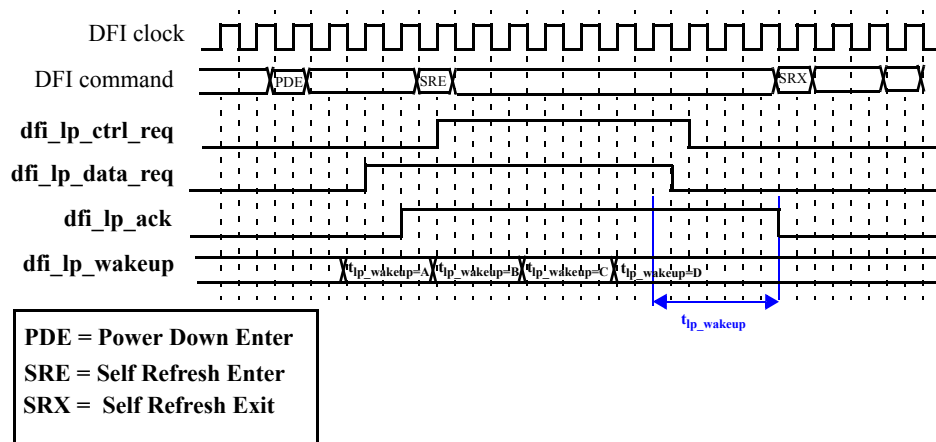 DFI clock
DFI command PDE SRE SRX
dfi_lp_ctrl_req
dfi_lp_data_req
dfi_lp_ack
dfi_lp_wakeup tlp_wakeup=A tlp_wakeup=B tlp_wakeup=C tlp_wakeup=D
tlp_wakeup
PDE = Power Down Enter
SRE = Self Refresh Enter
SRX = Self Refresh Exit